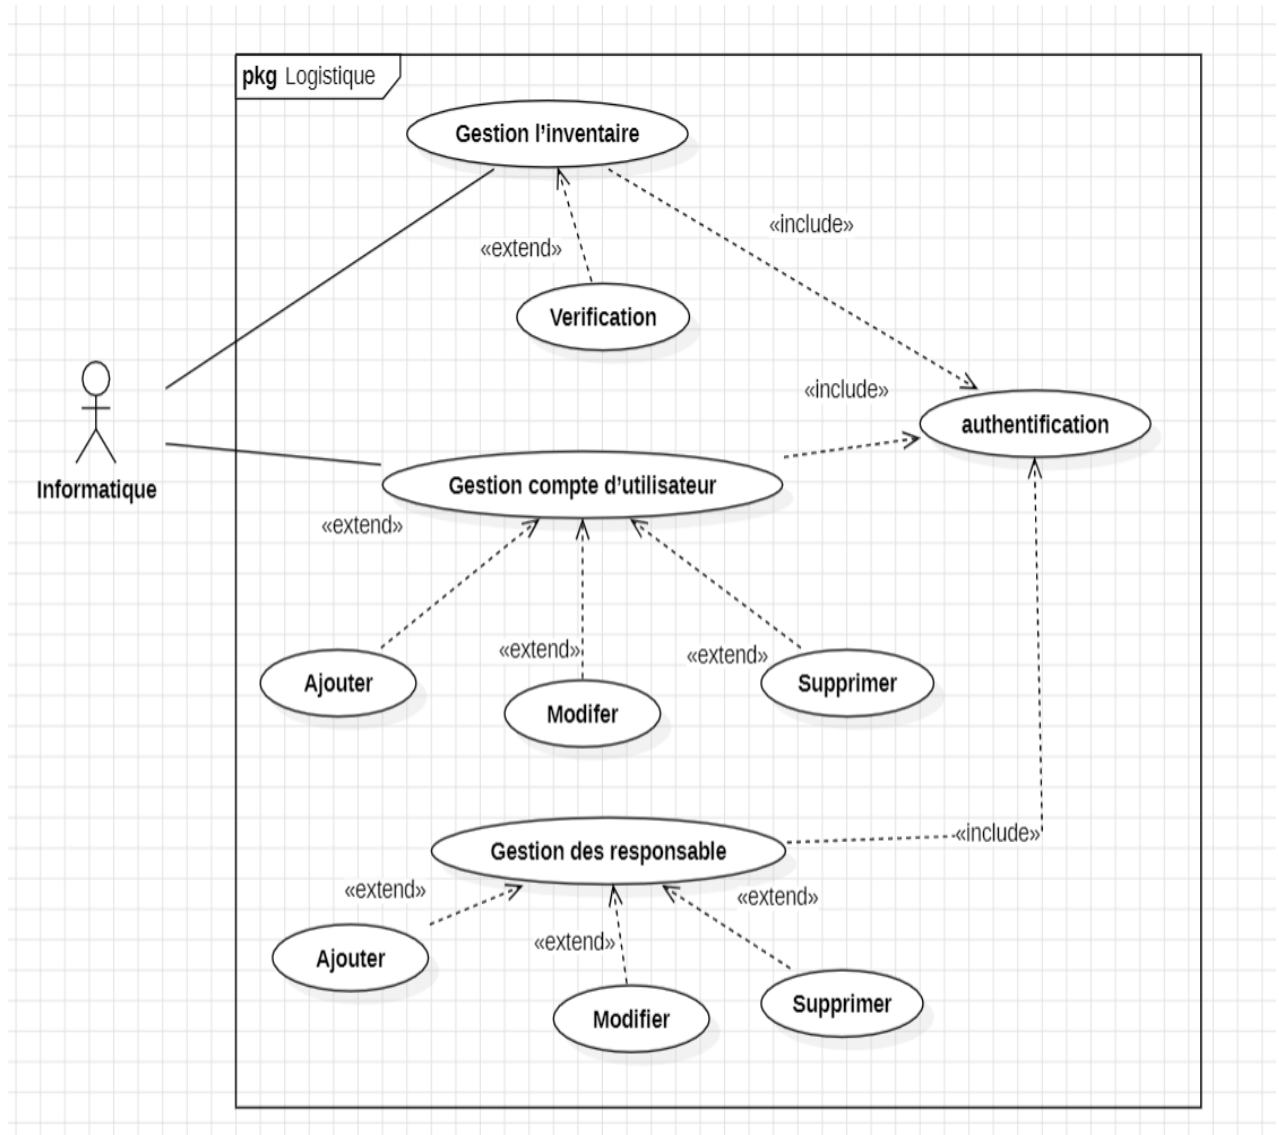 pkg Logistique
Gestion l’inventaire
«include»
«extend»
Verification
«include»
authentification
Informatique
Gestion compte d’utilisateur
«extend»
«extend»
«extend»
Ajouter
Supprimer
Modifer
«include»
Gestion des responsable
«extend»
«extend»
«extend»
Ajouter
Supprimer
Modifier